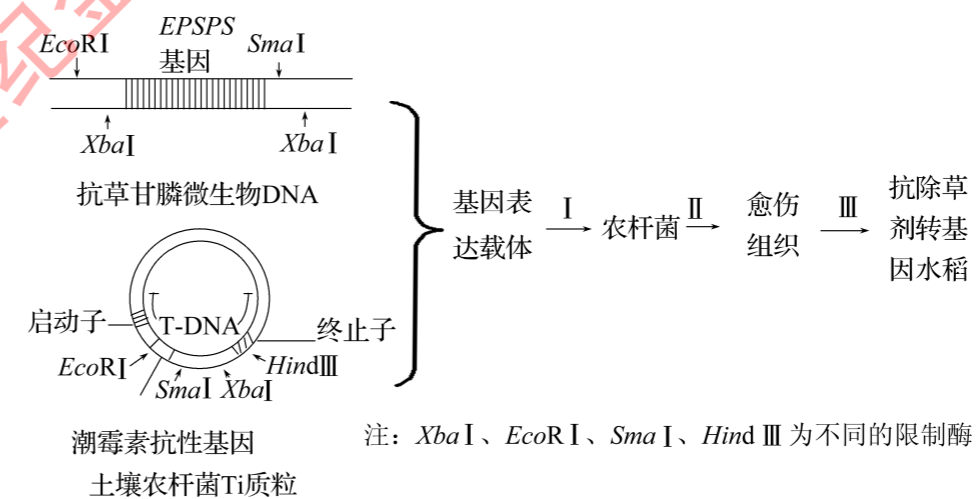 纪金
EPSPS
EcoRⅠ
基因
SmaⅠ
XbaⅠ
XbaⅠ
抗草甘膦微生物DNA
启动子
T-DNA
终止子
EcoRⅠ
HindⅢ
SmaⅠ
XbaⅠ
潮霉素抗性基因
土壤农杆菌Ti质粒
基因表
达载体
Ⅰ
农杆菌
Ⅱ
愈伤
组织
Ⅲ
抗除草
剂转基
因水稻
注：XbaⅠ、EcoRⅠ、SmaⅠ、HindⅢ为不同的限制酶